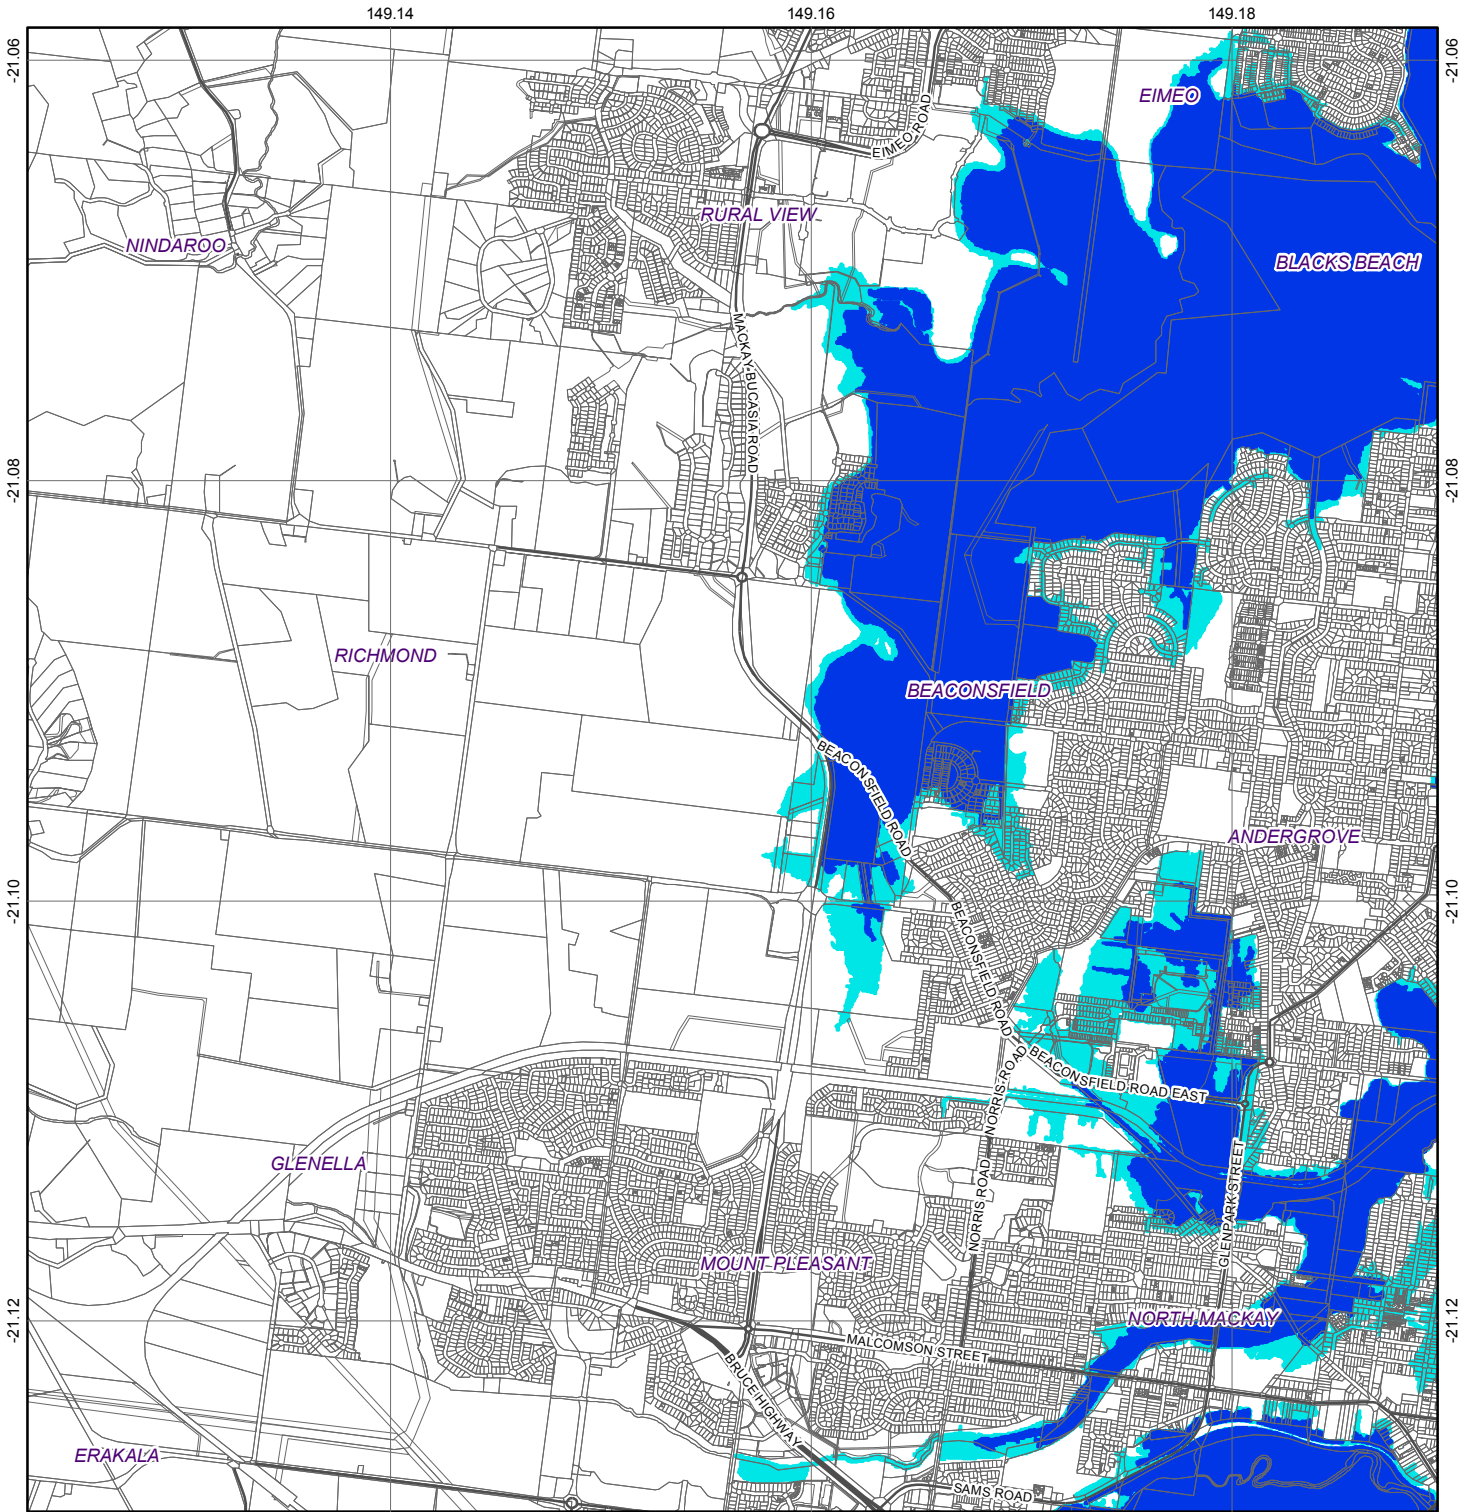 149.14
149.16
149.18
-21.06
-21.06
EIMEO
EIMEO ROAD
RURAL VIEW
NINDAROO
BLACKS BEACH
MACKAY-BUCASIA ROAD
-21.08
-21.08
RICHMOND
BEACONSFIELD
BEACONSFIELD ROAD
ANDERGROVE
-21.10
-21.10
BEACONSFIELD ROAD
NORRIS ROAD
BEACONSFIELD ROAD EAST
GLENELLA
NORRIS ROAD
GLENPARK STREET
MOUNT PLEASANT
-21.12
-21.12
NORTH MACKAY
MALCOMSON STREET
BRUCE HIGHWAY
ERAKALA
SAMS ROAD